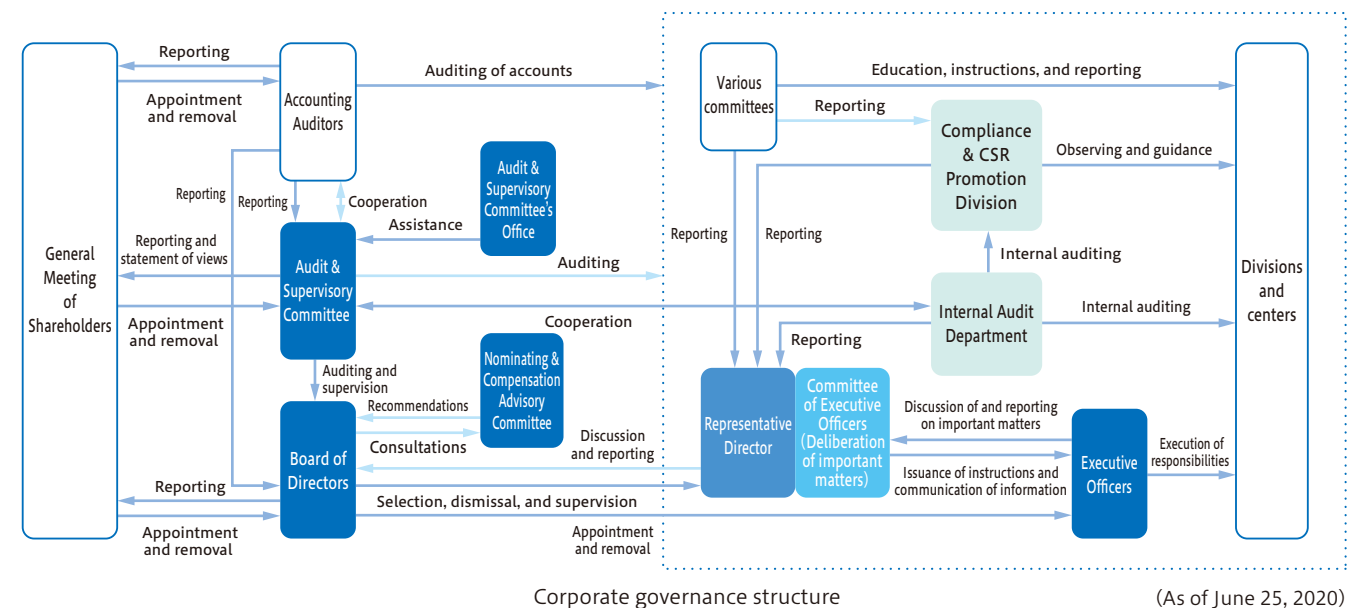 Reporting
Appointment
and removal
Accounting
Auditors
Auditing of accounts
Various
committees
Education, instructions, and reporting
Reporting
Compliance
& CSR
Promotion
Division
Observing and guidance
Audit &
Supervisory
Committee's
Office
Reporting
Reporting
Cooperation
Assistance
General
Meeting
of
Shareholders
Reporting and
statement of views
Audit &
Supervisory
Committee
Auditing
Reporting
Reporting
Internal auditing
Divisions
and
centers
Appointment
and removal
Cooperation
Internal Audit
Department
Internal auditing
Reporting
Auditing and
supervision
Nominating &
Compensation
Advisory
Committee
Recommendations
Consultations
Discussion
and reporting
Representative
Director
Committee
of Executive
Officers
(Deliberation
of important
matters)
Discussion of and reporting
on important matters
Issuance of instructions and
communication of information
Executive
Officers
Execution of
responsibilities
Board of
Directors
Reporting
Appointment
and removal
Selection, dismissal, and supervision
Appointment
and removal
Corporate governance structure
(As of June 25, 2020)